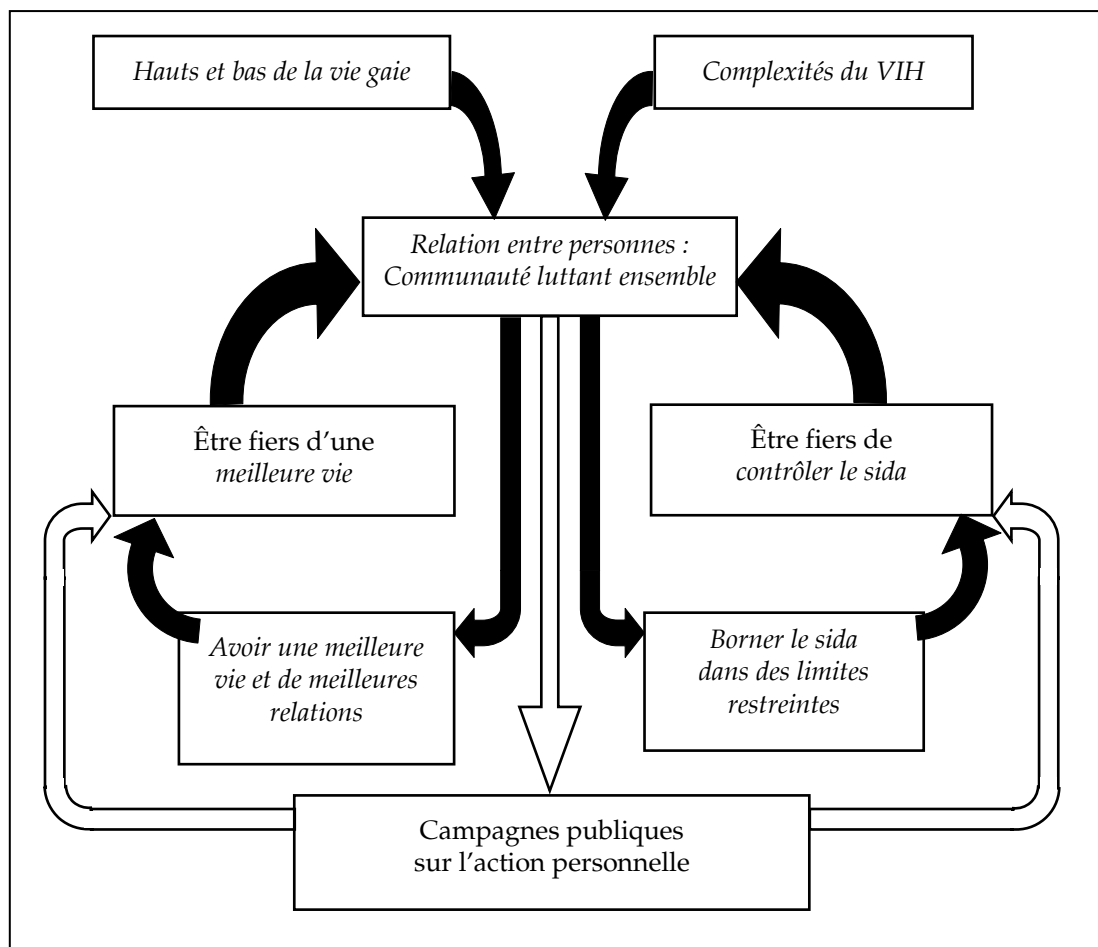 Hauts et bas de la vie gaie
Complexités du VIH
Relation entre personnes :
Communauté luttant ensemble
Être fiers d’une
meilleure vie
Être fiers de
contrôler le sida
Avoir une meilleure
vie et de meilleures
relations
Borner le sida
dans des limites
restreintes
Campagnes publiques
sur l’action personnelle